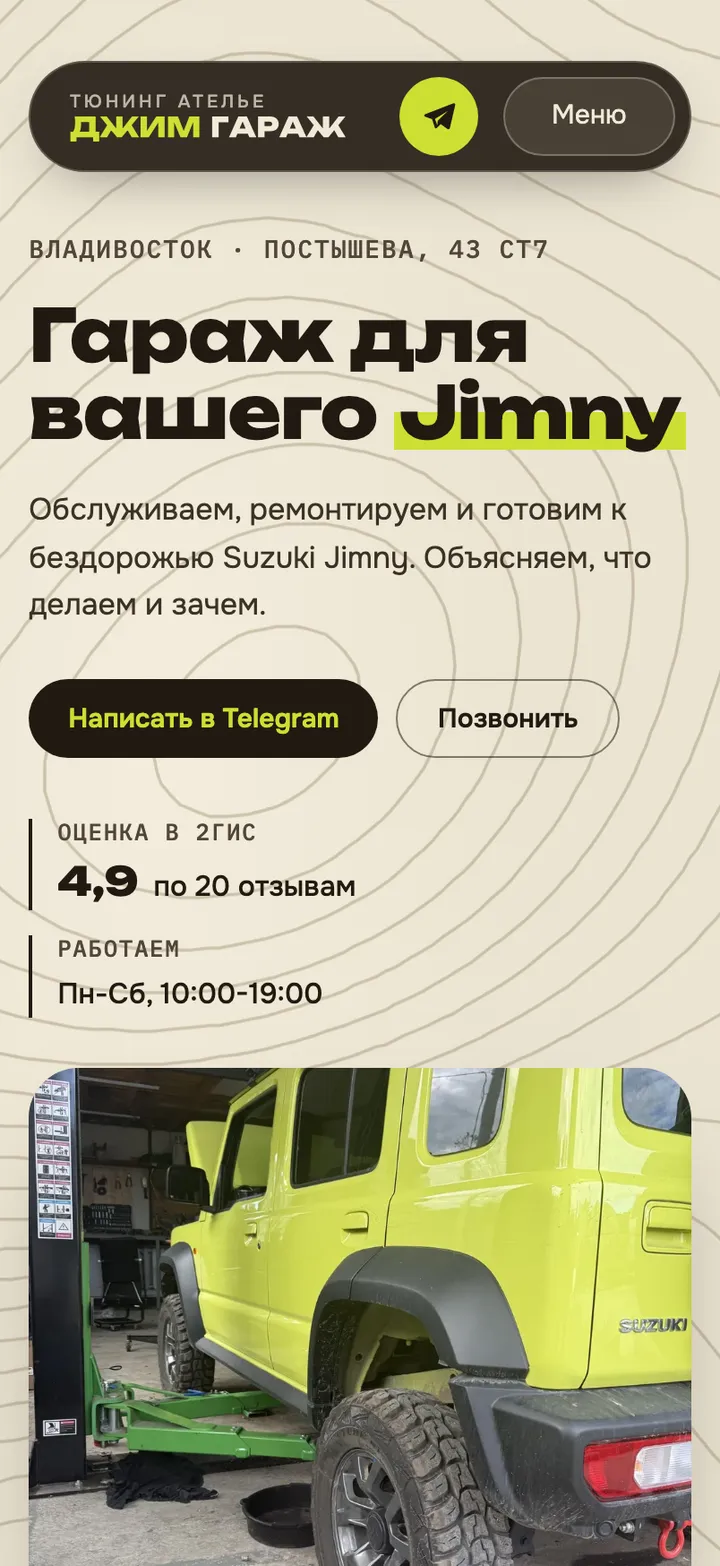 ТЮНИНГ АТЕЛЬЕ
ДЖИМ ГАРАЖ
Меню
ВЛАДИВОСТОК · ПОСТЫШЕВА, 43 СТ7
Гараж для
вашего Jimny
Обслуживаем, ремонтируем и готовим к
бездорожью Suzuki Jimny. Объясняем, что
делаем и зачем.
Написать в Telegram
Позвонить
ОЦЕНКА В 2ГИС
4,9 по 20 отзывам
РАБОТАЕМ
Пн-Сб, 10:00-19:00
SUZUKI